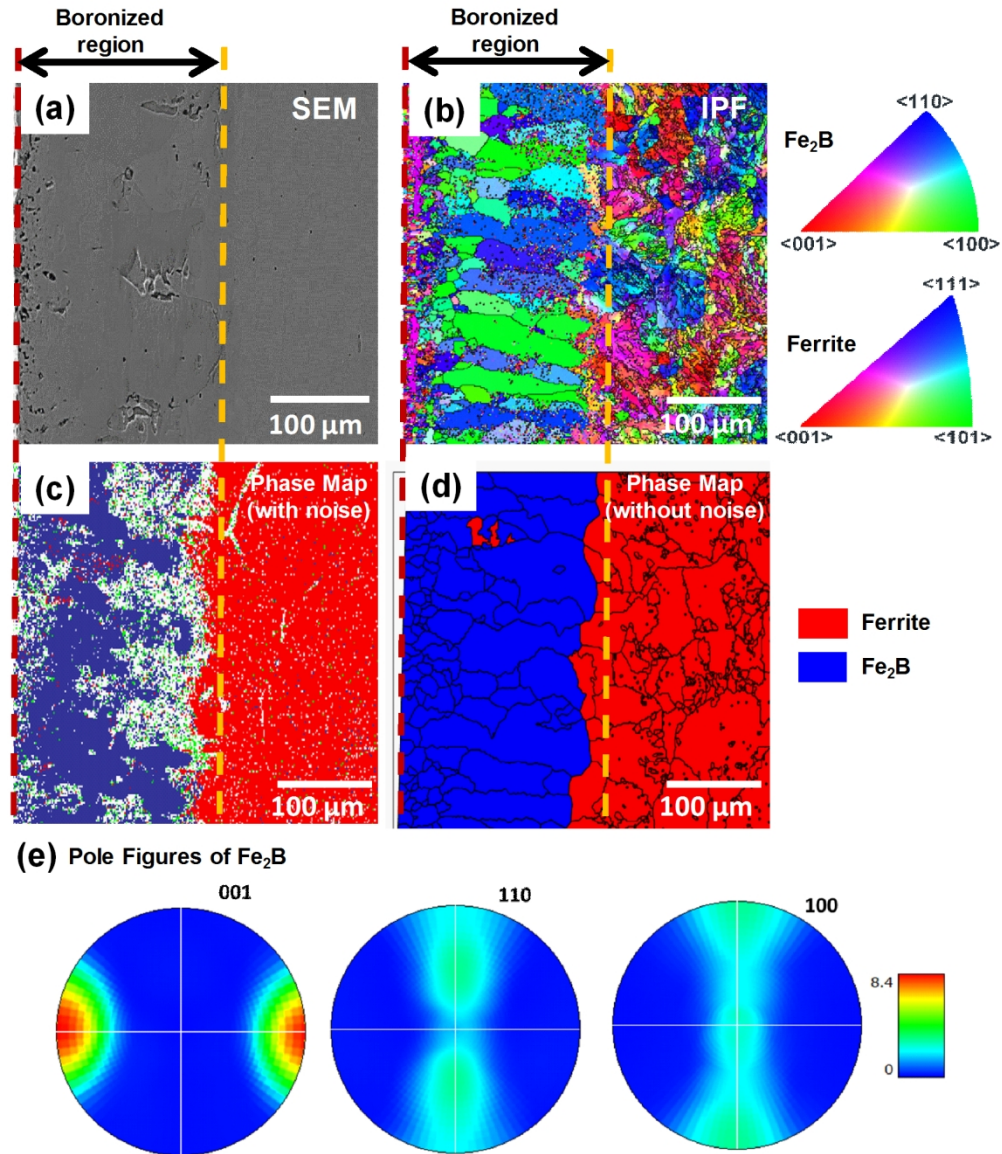 Boronized
region
Boronized
region
(a)
SEM
100 µm
(b)
IPF
100 µm
Fe₂B
<110>
<001>
<100>
Ferrite
<111>
<001>
<101>
(c)
Phase Map
(with noise)
100 µm
(d)
Phase Map
(without noise)
100 µm
Ferrite
Fe₂B
(e) Pole Figures of Fe₂B
001
110
100
8.4
0